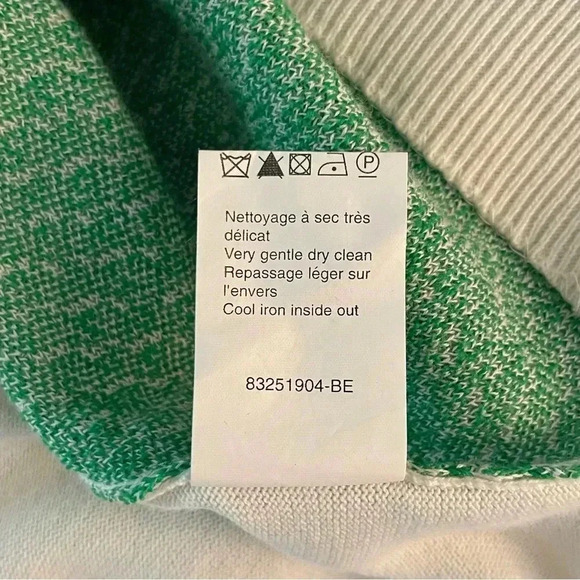 P
Nettoyage à sec très
délicat
Very gentle dry clean
Repassage léger sur
l'envers
Cool iron inside out
83251904-BE